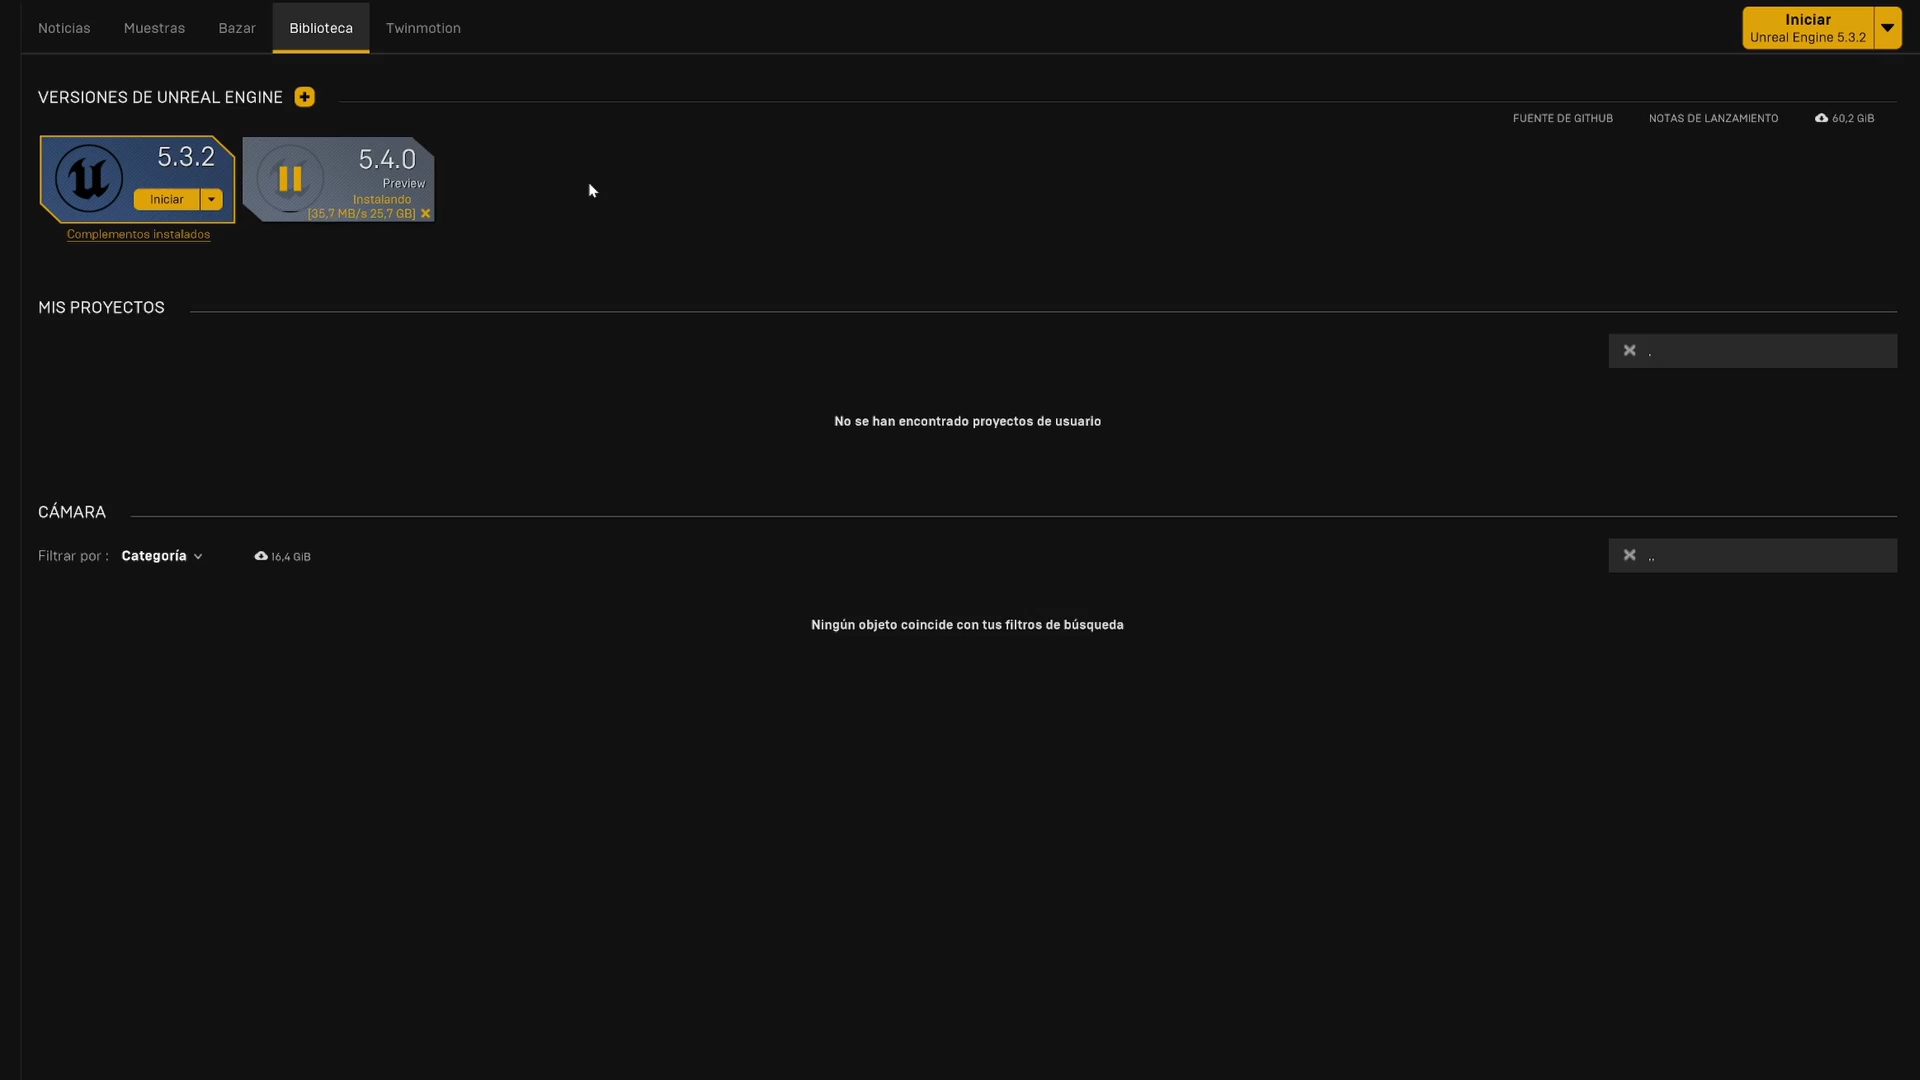 Noticias
Muestras
Bazar
Biblioteca
Twinmotion
Iniciar
Unreal Engine 5.3.2
VERSIONES DE UNREAL ENGINE
FUENTE DE GITHUB
NOTAS DE LANZAMIENTO
60,2 GiB
5.3.2
Iniciar
Complementos instalados
5.4.0
Preview
Instalando
[35,7 MB/s 25,7 GB]
MIS PROYECTOS
.
No se han encontrado proyectos de usuario
CÁMARA
Filtrar por : Categoría
16,4 GiB
..
Ningún objeto coincide con tus filtros de búsqueda